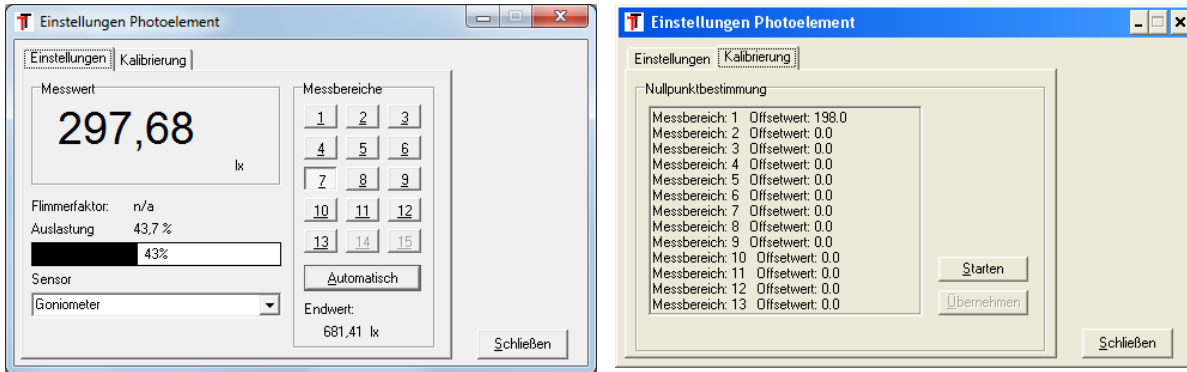 Einstellungen Photoelement
Einstellungen Kalibrierung
Messwert
297,68
lx
Flimmerfaktor: n/a
Auslastung 43,7 %
43%
Sensor
Goniometer
Messbereiche
1 2 3
4 5 6
7 8 9
10 11 12
13 14 15
Automatisch
Endwert:
681,41 lx
Schließen
Einstellungen Photoelement
Einstellungen Kalibrierung
Nullpunktbestimmung
Messbereich: 1 Offsetwert: 198.0
Messbereich: 2 Offsetwert: 0.0
Messbereich: 3 Offsetwert: 0.0
Messbereich: 4 Offsetwert: 0.0
Messbereich: 5 Offsetwert: 0.0
Messbereich: 6 Offsetwert: 0.0
Messbereich: 7 Offsetwert: 0.0
Messbereich: 8 Offsetwert: 0.0
Messbereich: 9 Offsetwert: 0.0
Messbereich: 10 Offsetwert: 0.0
Messbereich: 11 Offsetwert: 0.0
Messbereich: 12 Offsetwert: 0.0
Messbereich: 13 Offsetwert: 0.0
Starten
Übernehmen
Schließen